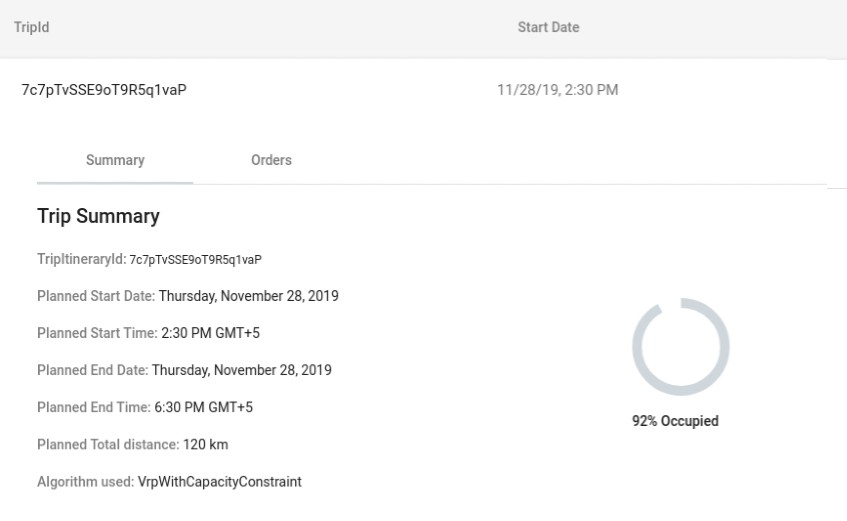 TripId Start Date
7c7pTvSSE9oT9R5q1vaP 11/28/19, 2:30 PM
Summary Orders
Trip Summary
TripItineraryId: 7c7pTvSSE9oT9R5q1vaP
Planned Start Date: Thursday, November 28, 2019
Planned Start Time: 2:30 PM GMT+5
Planned End Date: Thursday, November 28, 2019
Planned End Time: 6:30 PM GMT+5
Planned Total distance: 120 km
Algorithm used: VrpWithCapacityConstraint
92% Occupied